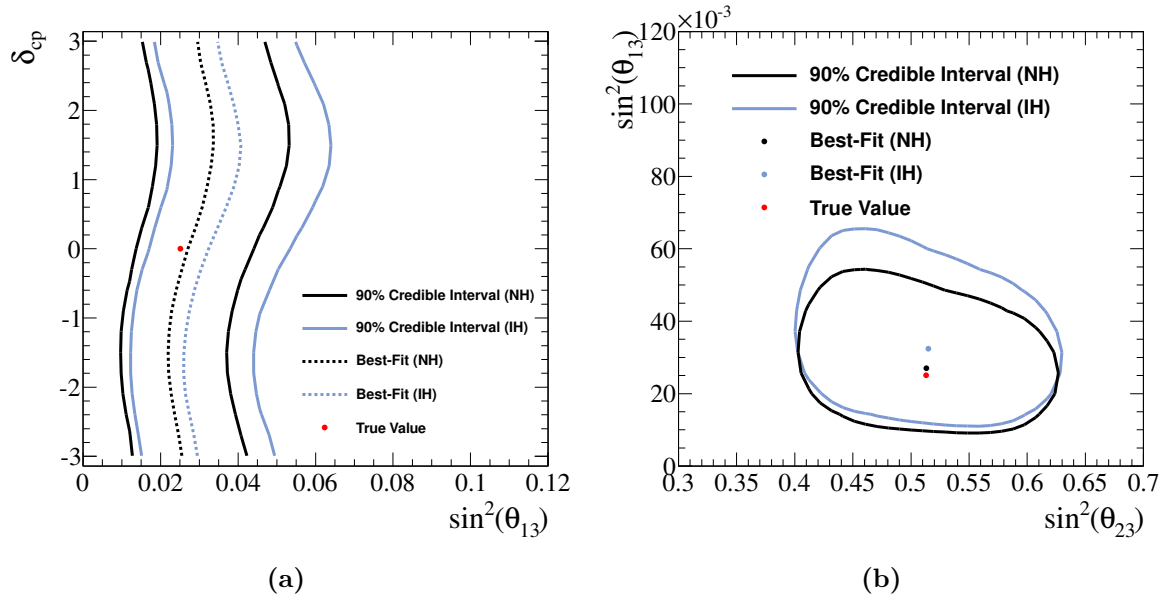 δcp
3
2
1
0
-1
-2
-3
90% Credible Interval (NH)
90% Credible Interval (IH)
Best-Fit (NH)
Best-Fit (IH)
True Value
0 0.02 0.04 0.06 0.08 0.1 0.12
sin²(θ₁₃)
(a)
×10⁻³
sin²(θ₁₃)
120
100
80
60
40
20
0
90% Credible Interval (NH)
90% Credible Interval (IH)
Best-Fit (NH)
Best-Fit (IH)
True Value
0.3 0.35 0.4 0.45 0.5 0.55 0.6 0.65 0.7
sin²(θ₂₃)
(b)